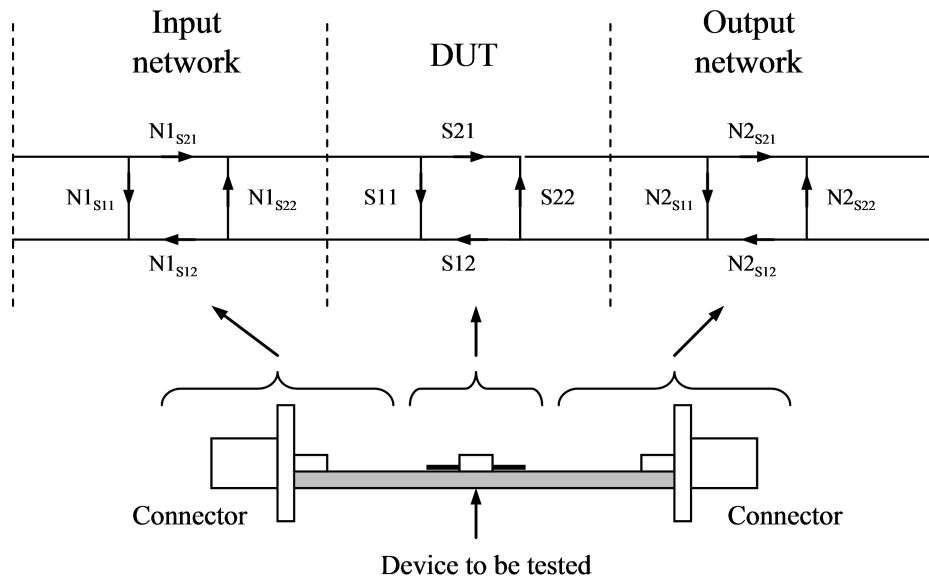 Input
network
DUT
Output
network
N1S21
S21
N2S21
N1S11
N1S22
S11
S22
N2S11
N2S22
N1S12
S12
N2S12
Connector
Connector
Device to be tested